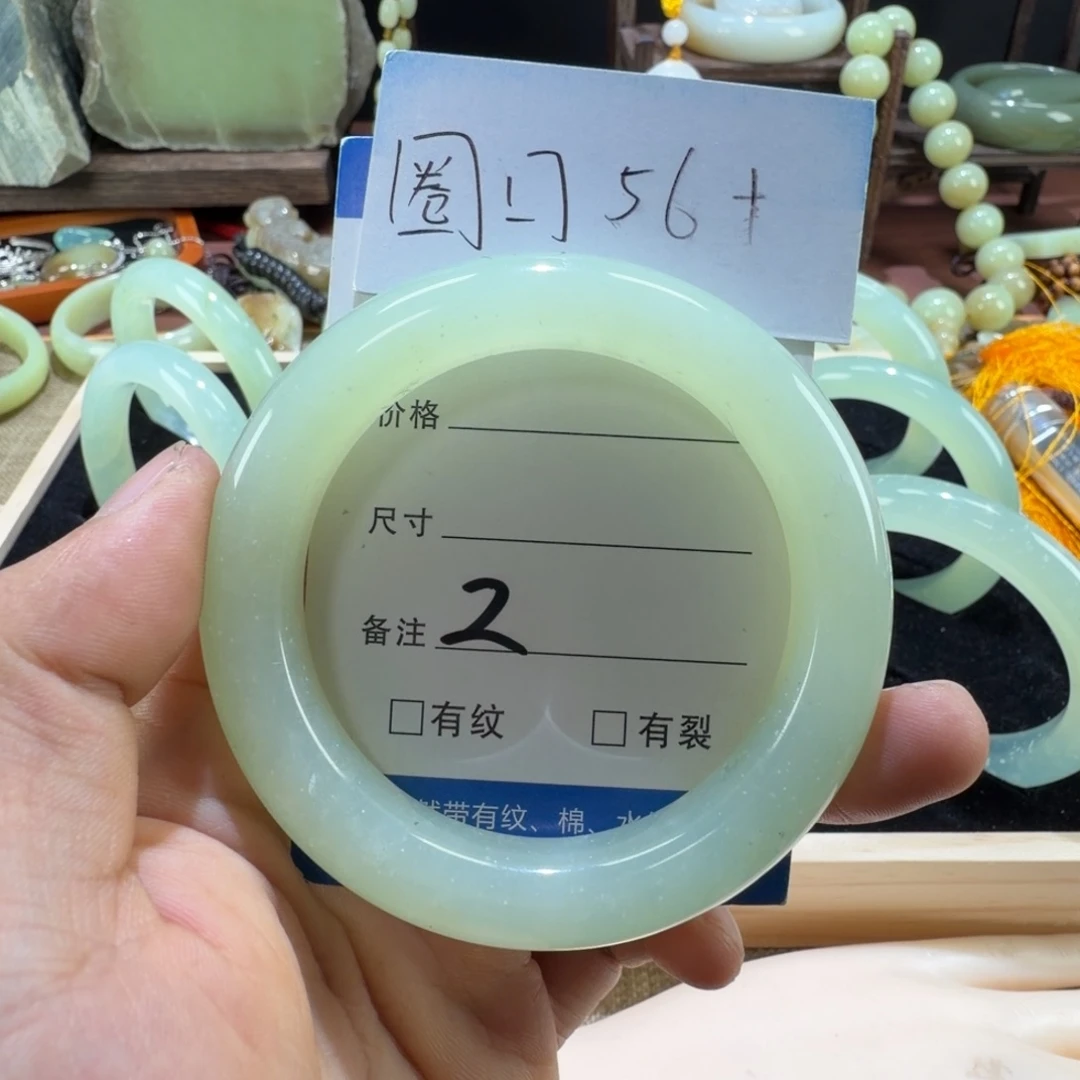 圈口56+
价格
尺寸
备注 2
□有纹 □有裂
带有纹、棉、水